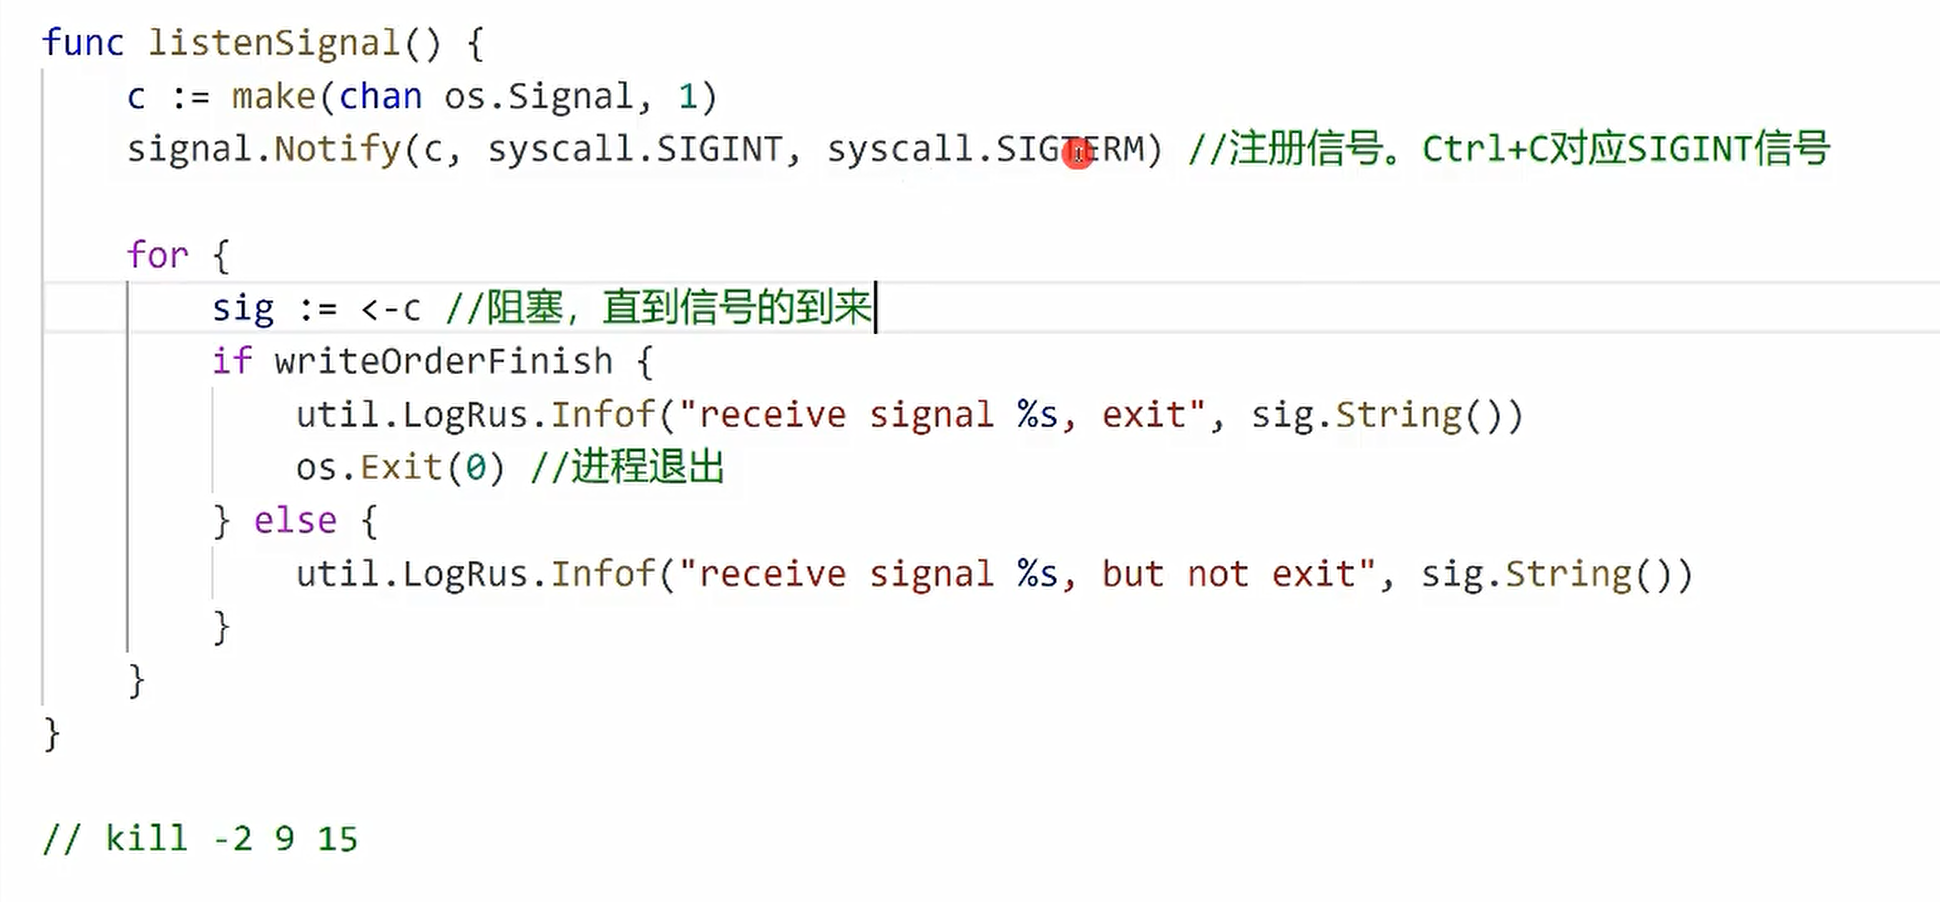 func listenSignal() {
c := make(chan os.Signal, 1)
signal.Notify(c, syscall.SIGINT, syscall.SIGTERM) //注册信号。Ctrl+C对应SIGINT信号
for {
sig := <-c //阻塞，直到信号的到来
if writeOrderFinish {
util.LogRus.Infof("receive signal %s, exit", sig.String())
os.Exit(0) //进程退出
} else {
util.LogRus.Infof("receive signal %s, but not exit", sig.String())
}
}
}
// kill -2 9 15